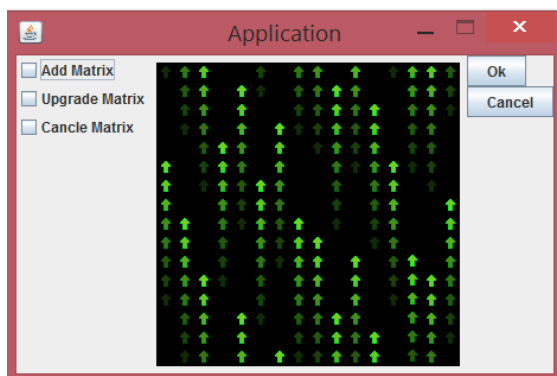 Application
Add Matrix
Upgrade Matrix
Cancle Matrix
Ok
Cancel